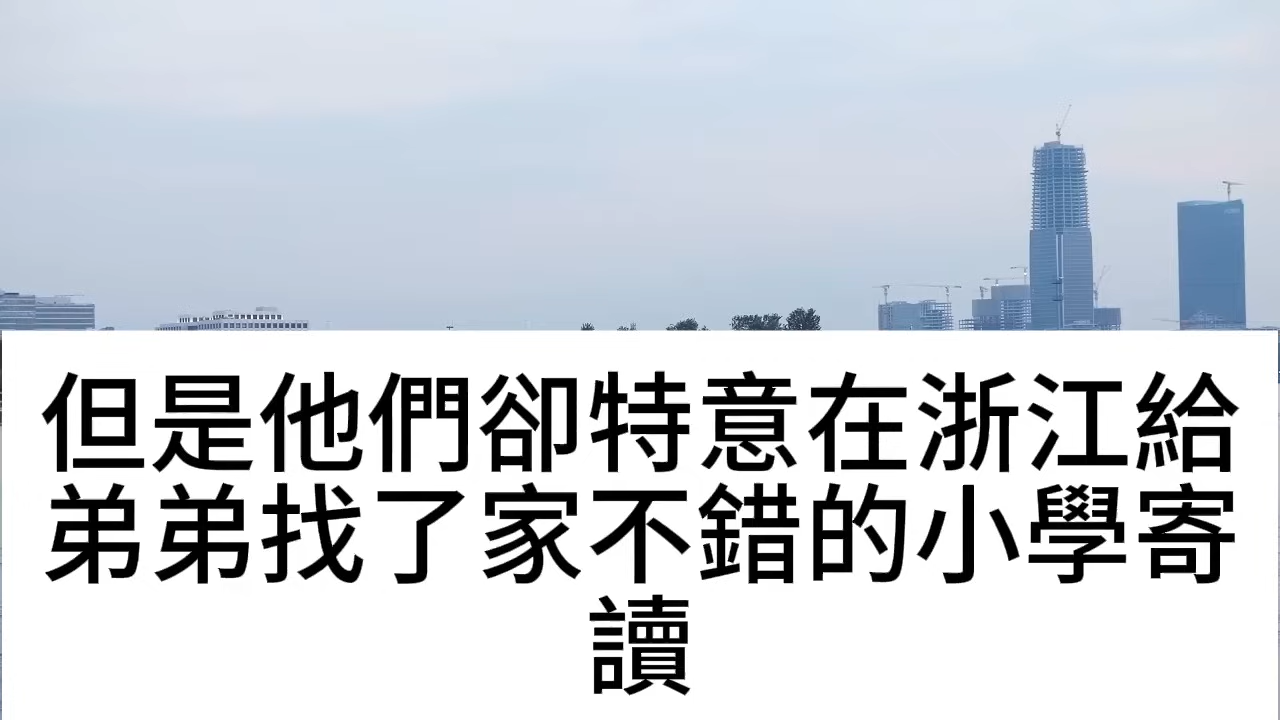 但是他們卻特意在浙江給
弟弟找了家不錯的小學寄
讀